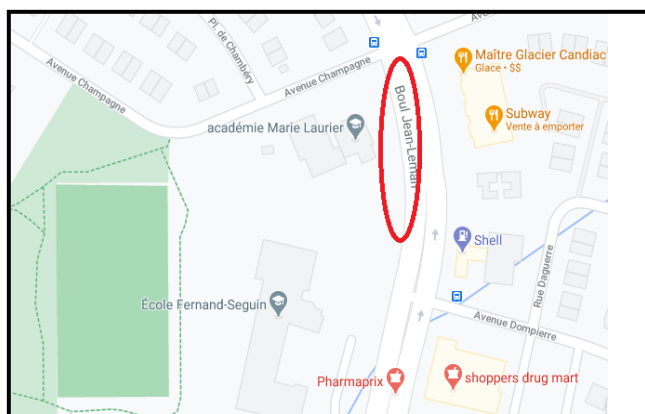 Pl. de Chambéry
Avenue Champagne
Avenue Champagne
Ave
Maître Glacier Candiac
Glace • $$
Boul Jean-Leman
académie Marie Laurier
Subway
Vente à emporter
Shell
Rue Daguerre
École Fernand-Seguin
Avenue Dompierre
Pharmaprix
shoppers drug mart